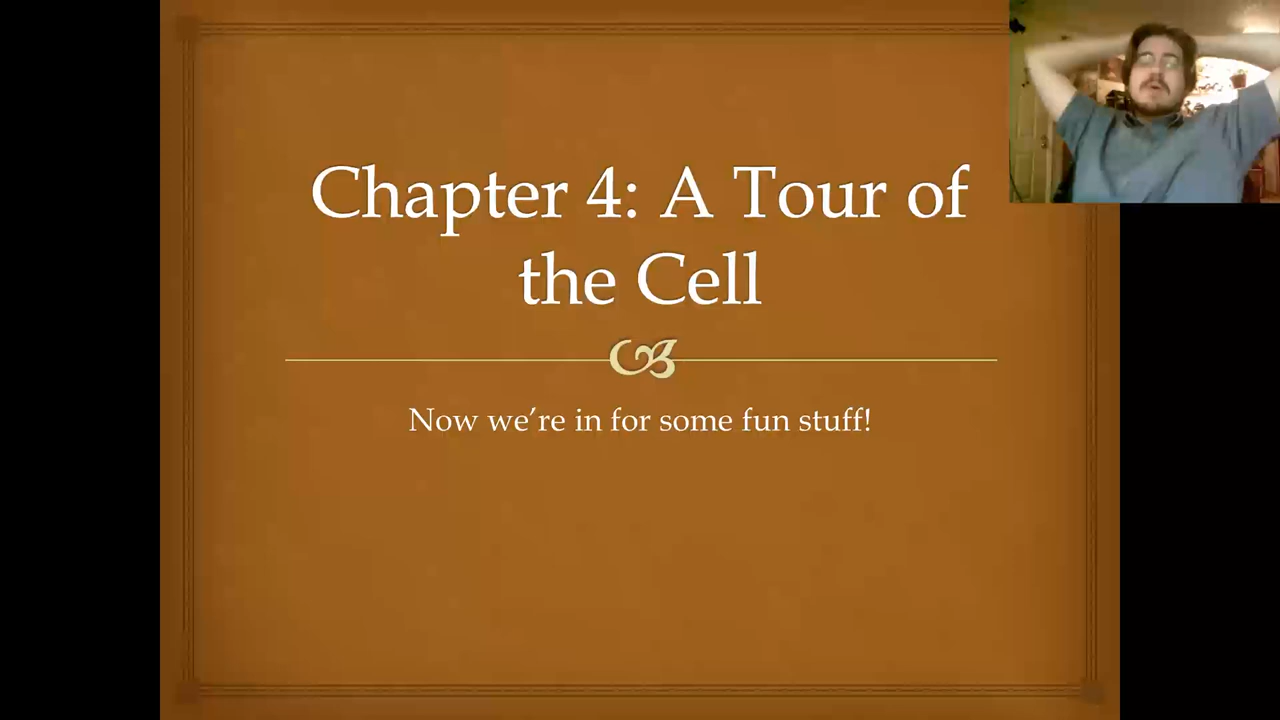 Chapter 4: A Tour of
the Cell
Now we’re in for some fun stuff!